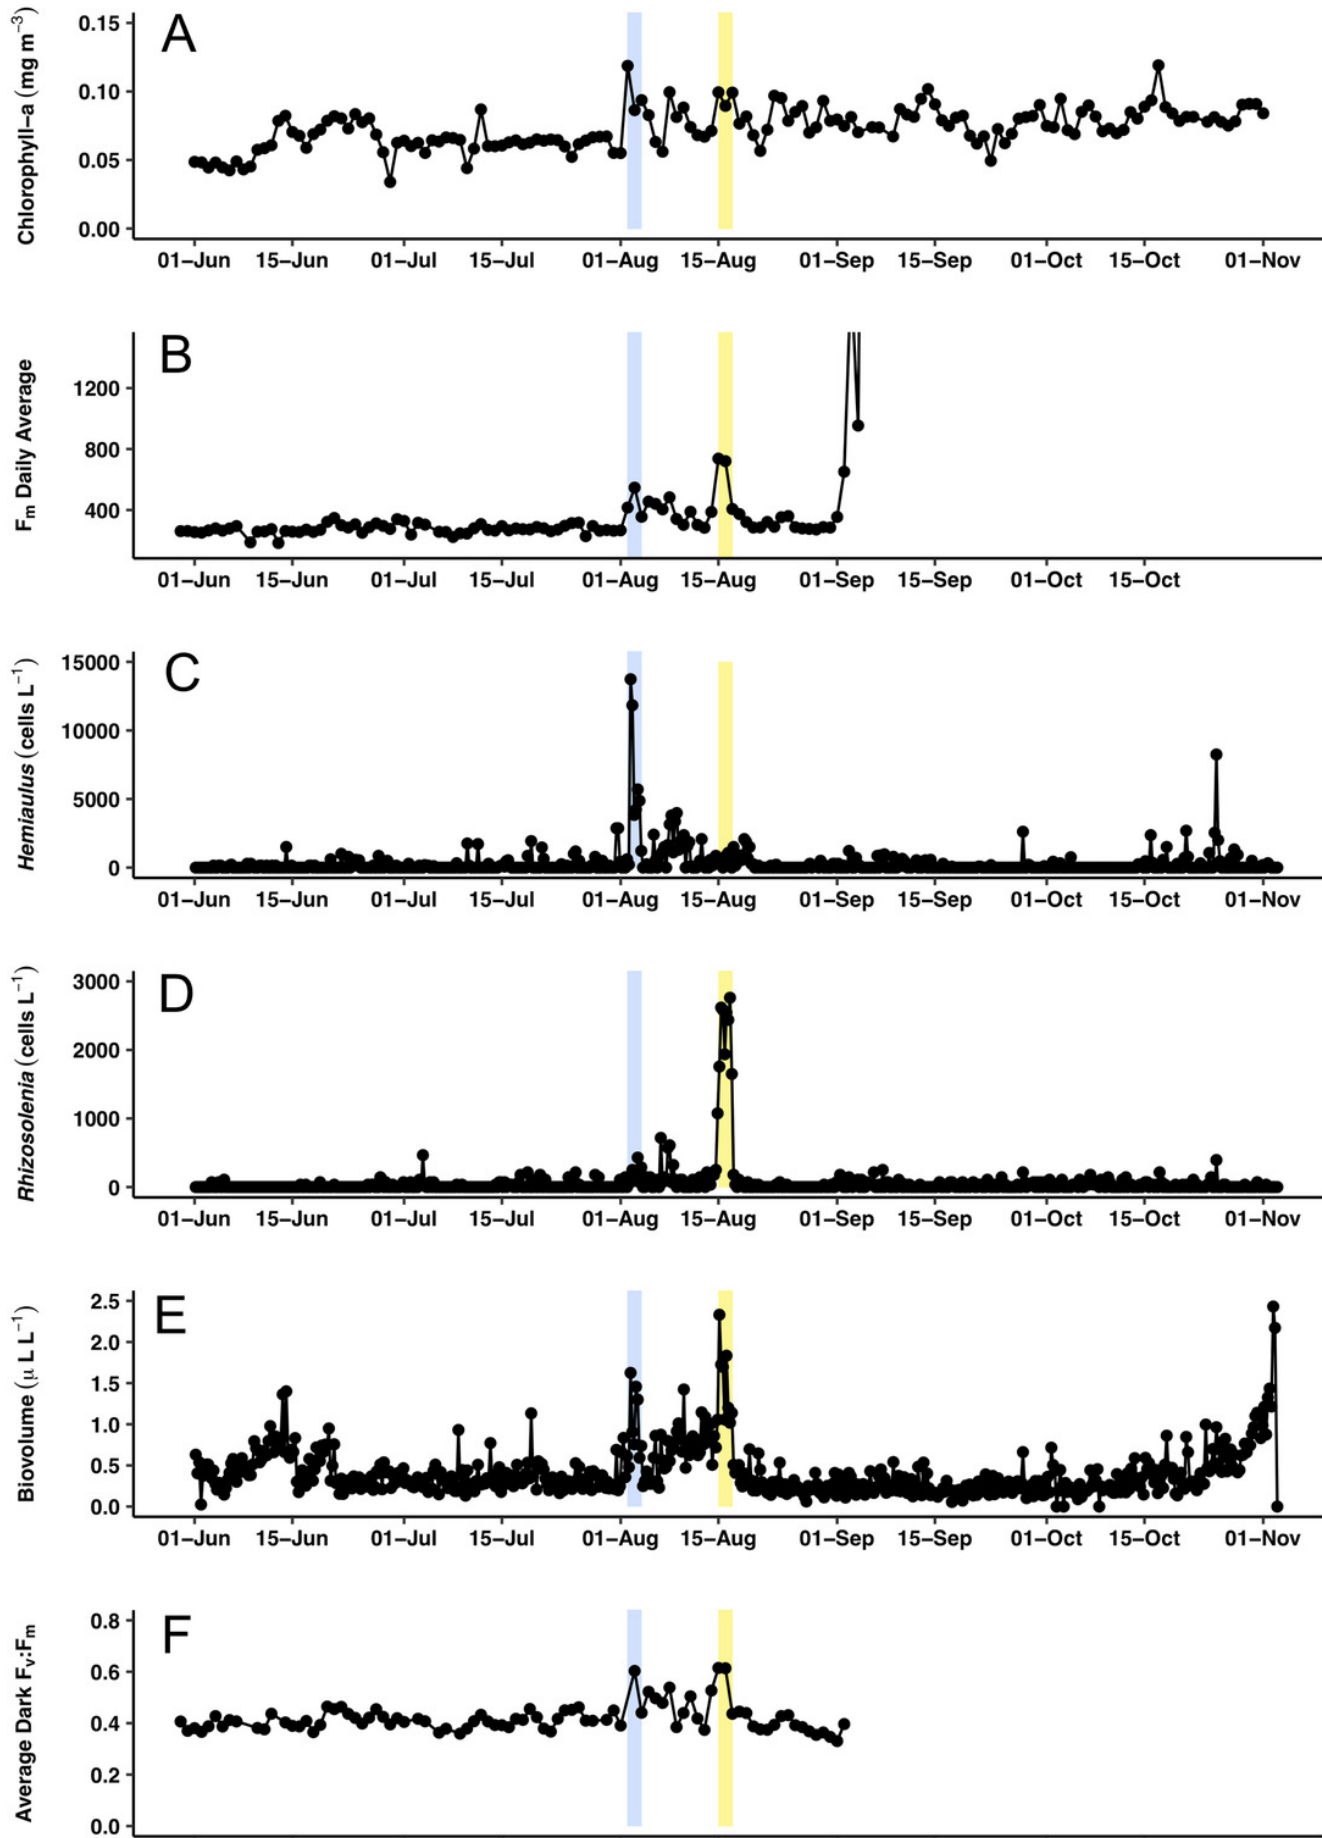 A
Chlorophyll−a (mg m−3)
0.15
0.10
0.05
0.00
01−Jun 15−Jun 01−Jul 15−Jul 01−Aug 15−Aug 01−Sep 15−Sep 01−Oct 15−Oct 01−Nov
B
Fm Daily Average
1200
800
400
01−Jun 15−Jun 01−Jul 15−Jul 01−Aug 15−Aug 01−Sep 15−Sep 01−Oct 15−Oct
C
Hemiaulus (cells L−1)
15000
10000
5000
0
01−Jun 15−Jun 01−Jul 15−Jul 01−Aug 15−Aug 01−Sep 15−Sep 01−Oct 15−Oct 01−Nov
D
Rhizosolenia (cells L−1)
3000
2000
1000
0
01−Jun 15−Jun 01−Jul 15−Jul 01−Aug 15−Aug 01−Sep 15−Sep 01−Oct 15−Oct 01−Nov
E
Biovolume (μ L L−1)
2.5
2.0
1.5
1.0
0.5
0.0
01−Jun 15−Jun 01−Jul 15−Jul 01−Aug 15−Aug 01−Sep 15−Sep 01−Oct 15−Oct 01−Nov
F
Average Dark Fv:Fm
0.8
0.6
0.4
0.2
0.0